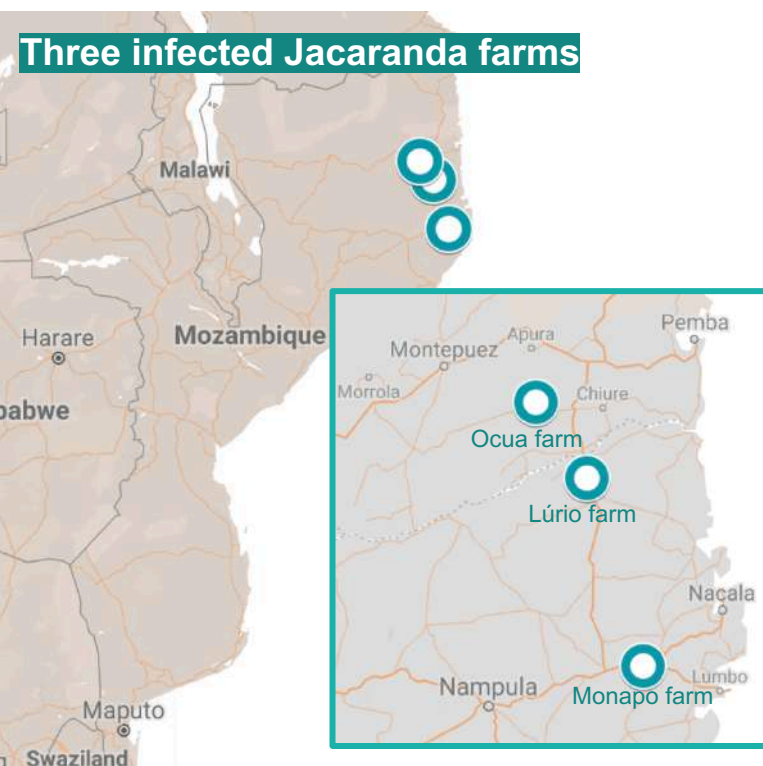 Three infected Jacaranda farms
Malawi
Harare
Mozambique
babwe
Maputo
Swaziland
Pemba
Apura
Montepuez
Morrola
Chiure
Ocua farm
Lúrio farm
Nacala
Nampula
Lumbo
Monapo farm